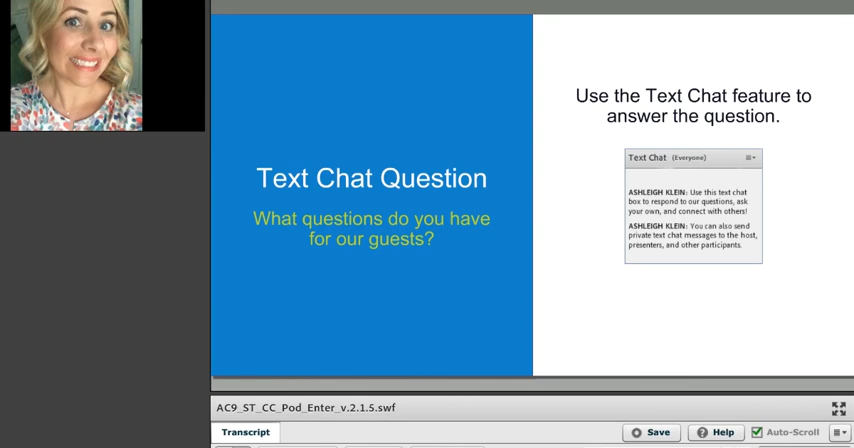 Text Chat Question
What questions do you have
for our guests?
Use the Text Chat feature to
answer the question.
Text Chat (Everyone)
ASHLEIGH KLEIN: Use this text chat
box to respond to our questions, ask
your own, and connect with others!
ASHLEIGH KLEIN: You can also send
private text chat messages to the host,
presenters, and other participants.
AC9_ST_CC_Pod_Enter_v.2.1.5.swf
Transcript
Save
Help
Auto-Scroll